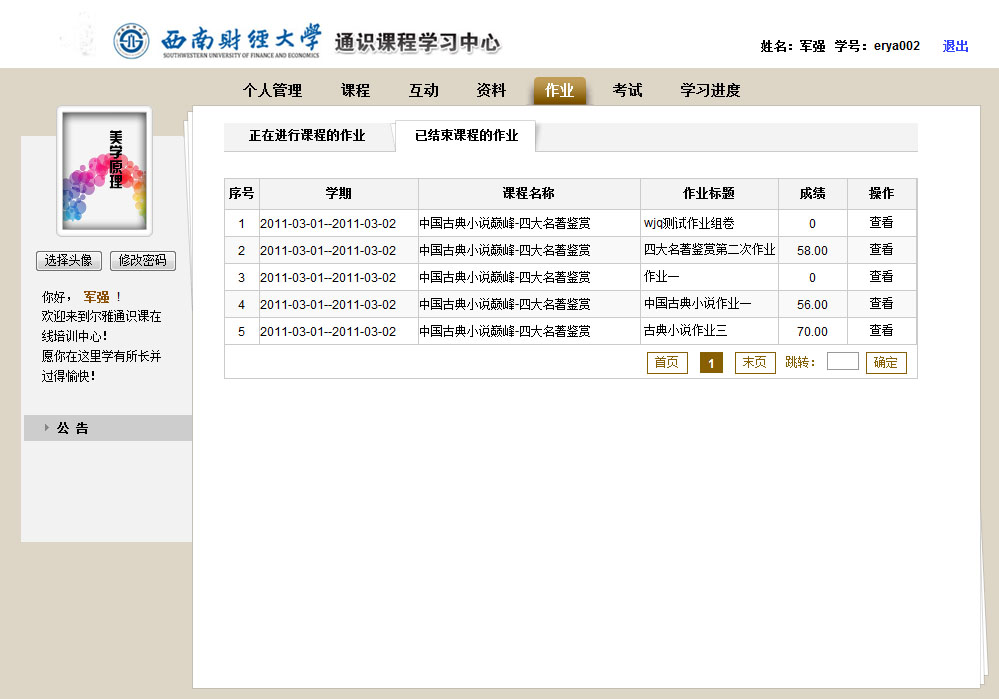 西南财经大学 通识课程学习中心
SOUTHWESTERN UNIVERSITY OF FINANCE AND ECONOMICS
姓名：军强 学号：erya002 退出
个人管理 课程 互动 资料 作业 考试 学习进度
美学原理
选择头像 修改密码
你好，军强！
欢迎来到尔雅通识课在
线培训中心！
愿你在这里学有所长并
过得愉快！
公 告
正在进行课程的作业 已结束课程的作业
序号 学期 课程名称 作业标题 成绩 操作
1 2011-03-01--2011-03-02 中国古典小说巅峰-四大名著鉴赏 wjq测试作业组卷 0 查看
2 2011-03-01--2011-03-02 中国古典小说巅峰-四大名著鉴赏 四大名著鉴赏第二次作业 58.00 查看
3 2011-03-01--2011-03-02 中国古典小说巅峰-四大名著鉴赏 作业一 0 查看
4 2011-03-01--2011-03-02 中国古典小说巅峰-四大名著鉴赏 中国古典小说作业一 56.00 查看
5 2011-03-01--2011-03-02 中国古典小说巅峰-四大名著鉴赏 古典小说作业三 70.00 查看
首页 1 末页 跳转： 确定